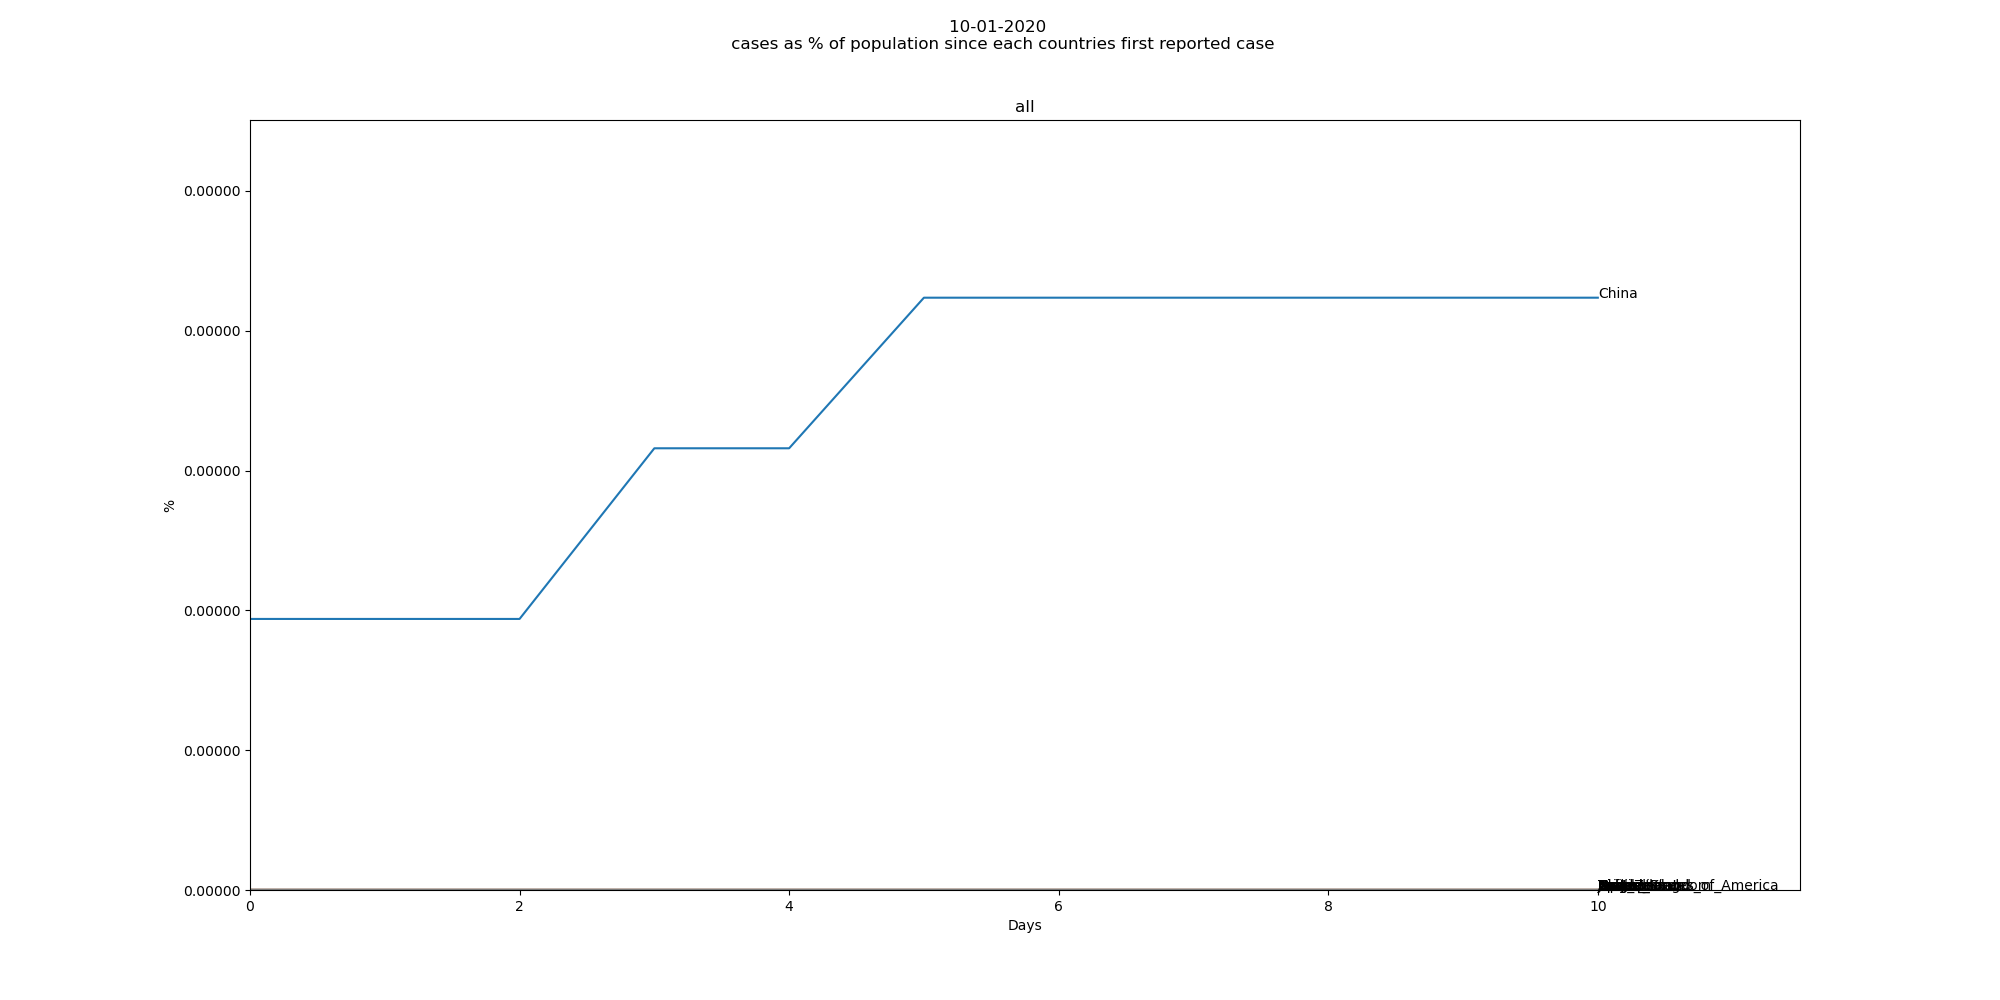 10-01-2020
cases as % of population since each countries first reported case
all
0.00000
0.00000
China
0.00000
%
0.00000
0.00000
0.00000
of_America
0 2 4 6 8 10
Days